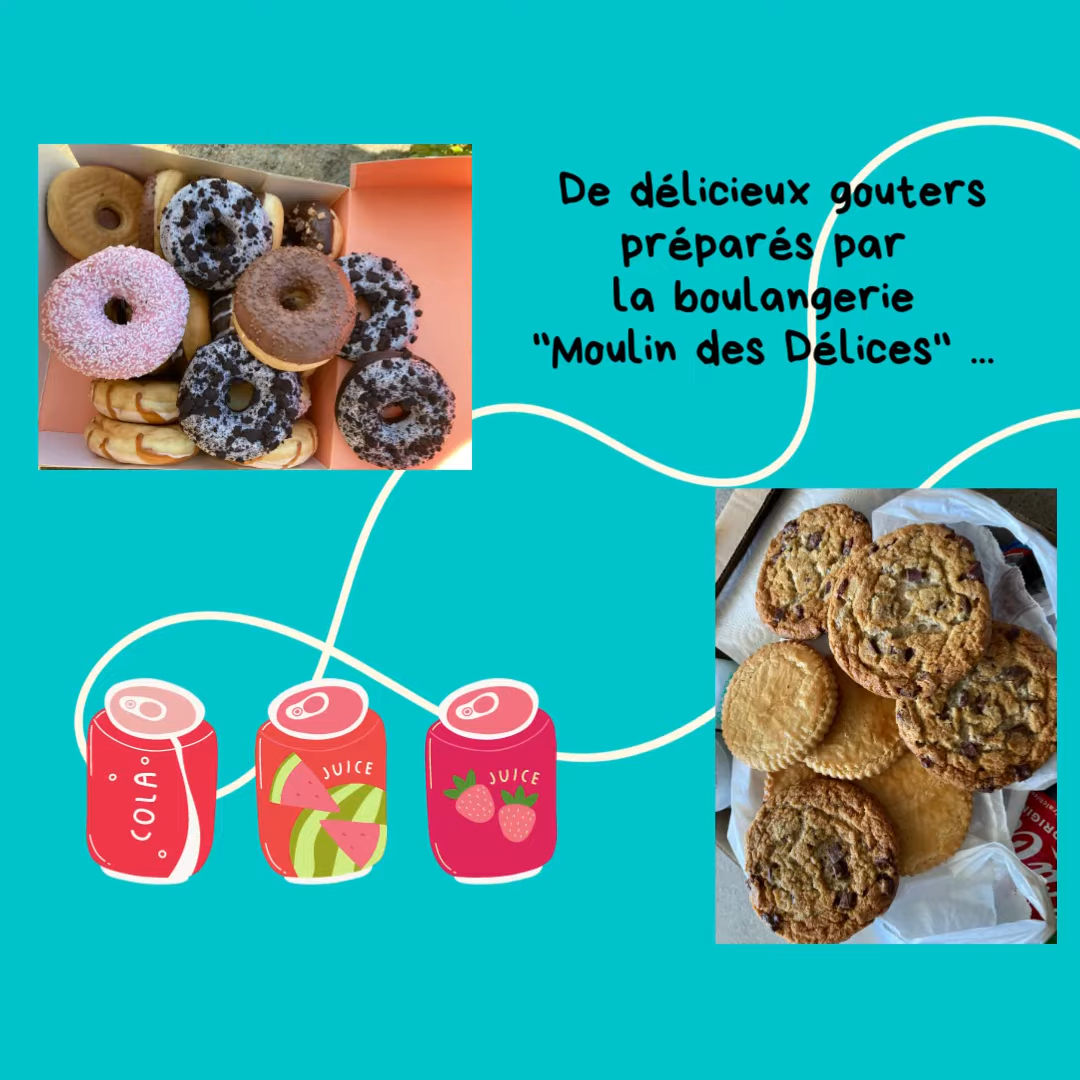 De délicieux gouters
préparés par
la boulangerie
"Moulin des Délices" ...
COLA
JUICE
JUICE